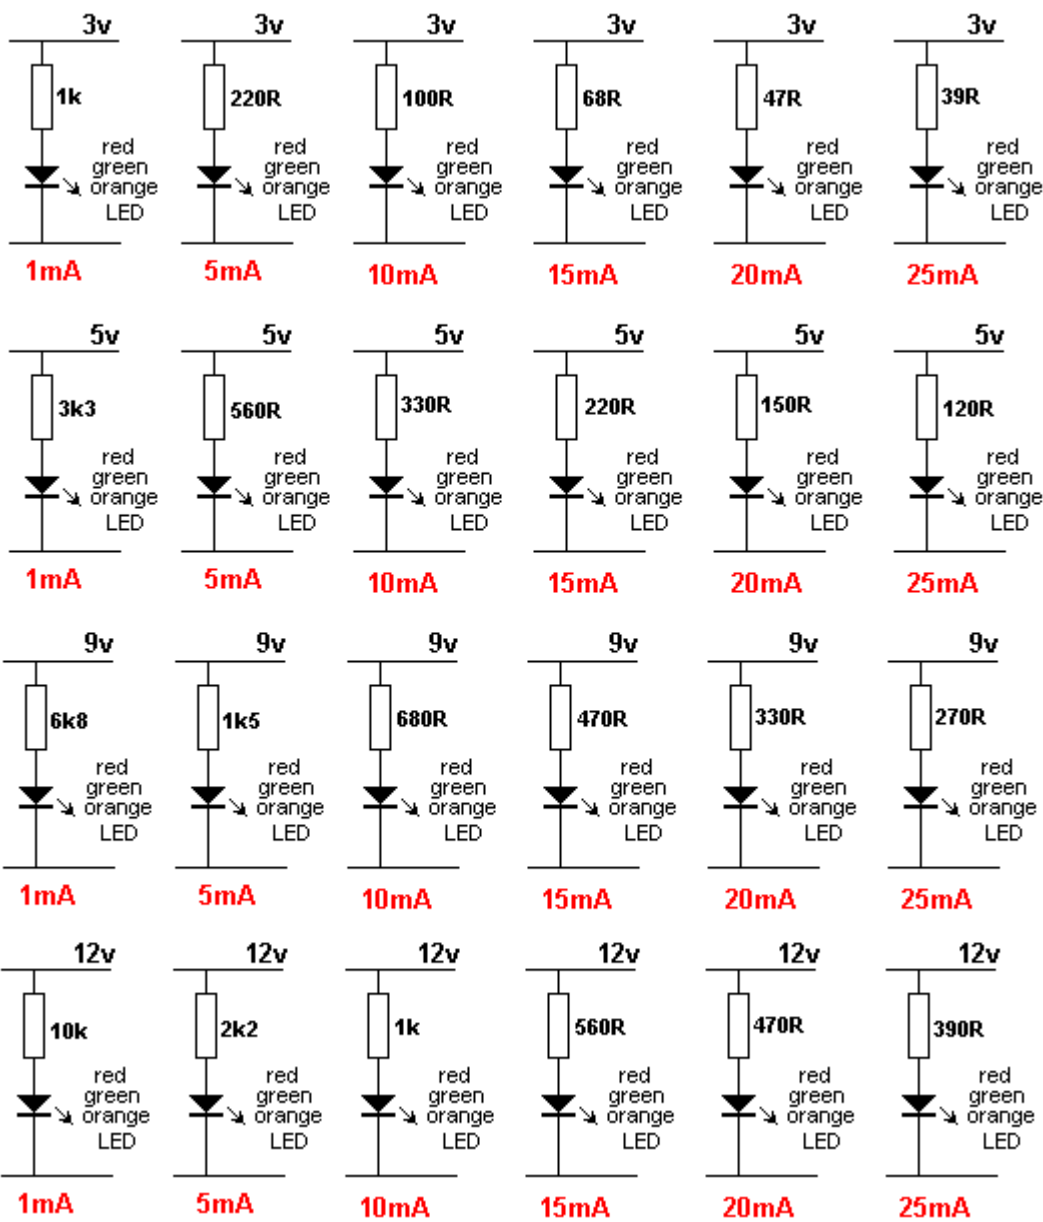 3v 3v 3v 3v 3v 3v
1k 220R 100R 68R 47R 39R
red red red red red red
green green green green green green
orange orange orange orange orange orange
LED LED LED LED LED LED
1mA 5mA 10mA 15mA 20mA 25mA
5v 5v 5v 5v 5v 5v
3k3 560R 330R 220R 150R 120R
red red red red red red
green green green green green green
orange orange orange orange orange orange
LED LED LED LED LED LED
1mA 5mA 10mA 15mA 20mA 25mA
9v 9v 9v 9v 9v 9v
6k8 1k5 680R 470R 330R 270R
red red red red red red
green green green green green green
orange orange orange orange orange orange
LED LED LED LED LED LED
1mA 5mA 10mA 15mA 20mA 25mA
12v 12v 12v 12v 12v 12v
10k 2k2 1k 560R 470R 390R
red red red red red red
green green green green green green
orange orange orange orange orange orange
LED LED LED LED LED LED
1mA 5mA 10mA 15mA 20mA 25mA